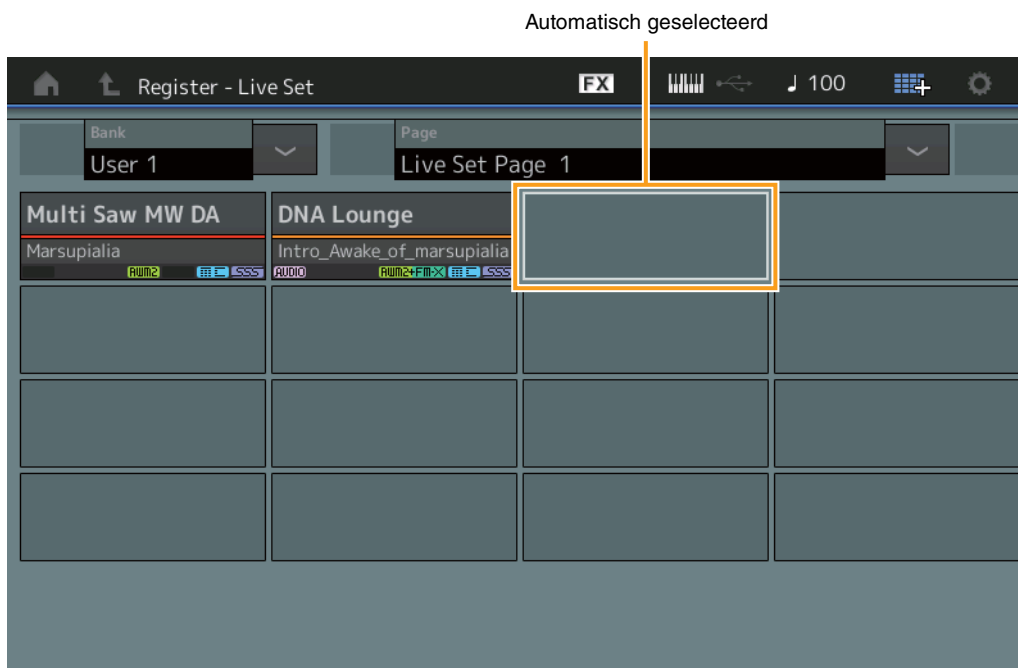 Automatisch geselecteerd
Register - Live Set
FX
100
Bank
User 1
Page
Live Set Page 1
Multi Saw MW DA
DNA Lounge
Marsupialia
Intro_Awake_of_marsupialia
AWM2
SSS
AUDIO
AWM2+FM-X
SSS